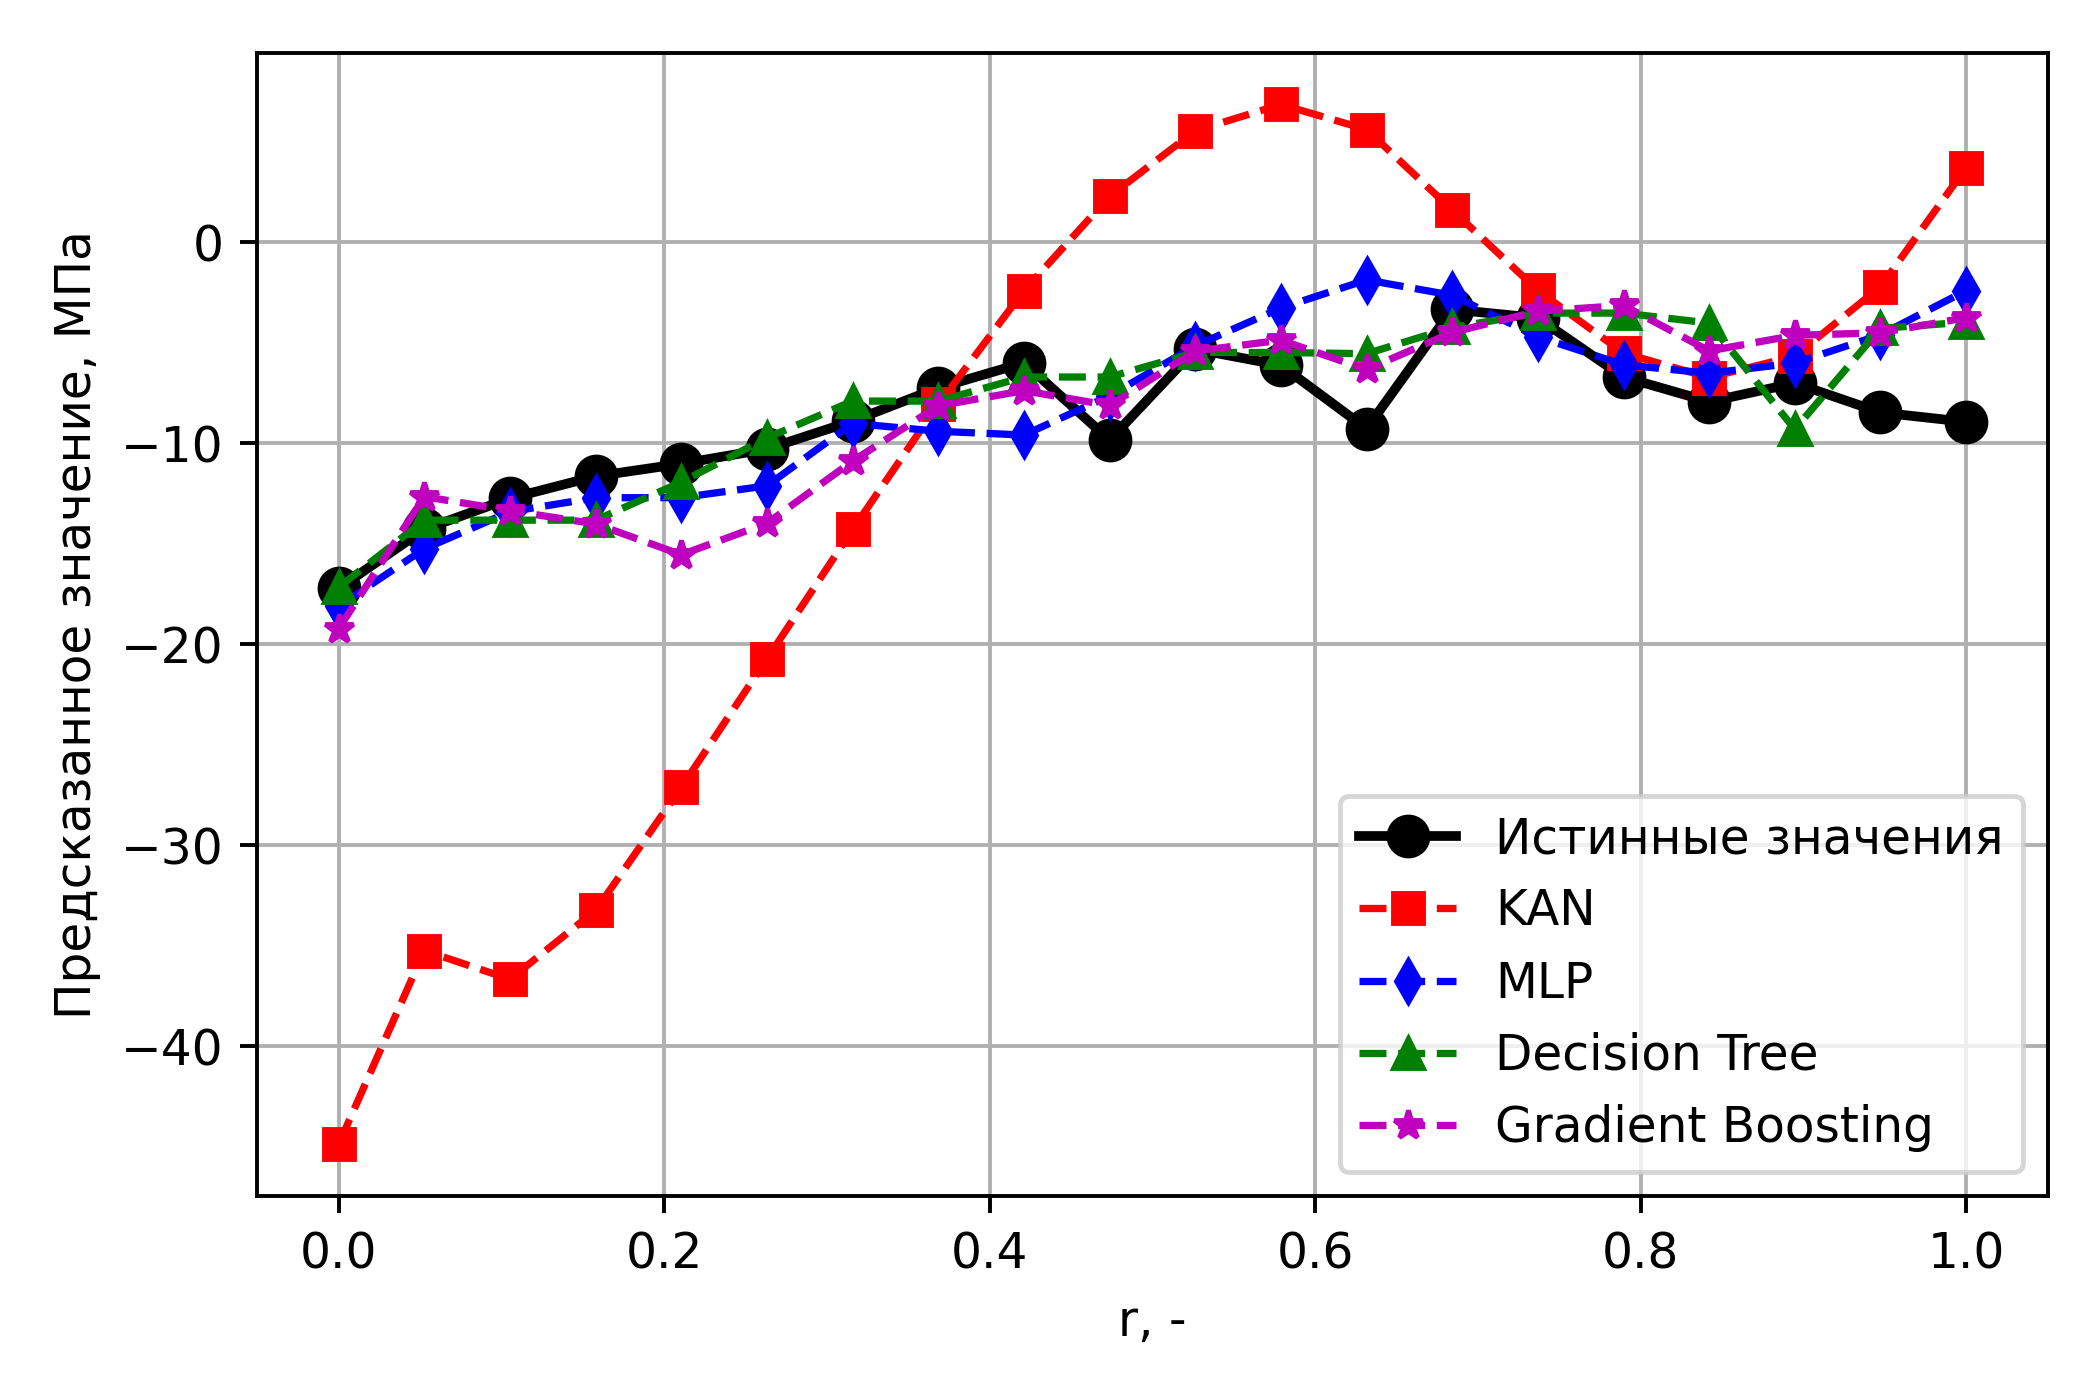 Предсказанное значение, МПа
0
−10
−20
−30
−40
0.0 0.2 0.4 0.6 0.8 1.0
r, -
Истинные значения
KAN
MLP
Decision Tree
Gradient Boosting